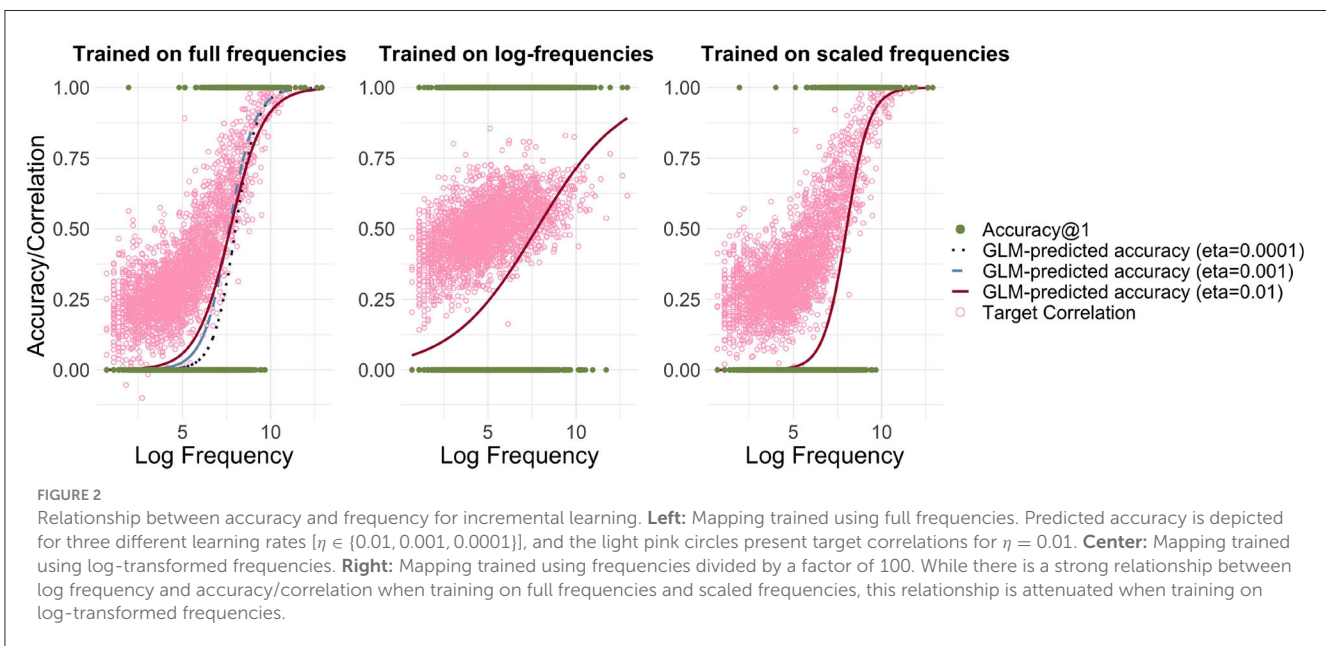 Trained on full frequencies
Trained on log-frequencies
Trained on scaled frequencies
Accuracy/Correlation
1.00
0.75
0.50
0.25
0.00
5
10
Log Frequency
1.00
0.75
0.50
0.25
0.00
5
10
Log Frequency
1.00
0.75
0.50
0.25
0.00
5
10
Log Frequency
Accuracy@1
GLM-predicted accuracy (eta=0.0001)
GLM-predicted accuracy (eta=0.001)
GLM-predicted accuracy (eta=0.01)
Target Correlation
FIGURE 2
Relationship between accuracy and frequency for incremental learning. Left: Mapping trained using full frequencies. Predicted accuracy is depicted
for three different learning rates [η ∈ {0.01, 0.001, 0.0001}], and the light pink circles present target correlations for η = 0.01. Center: Mapping trained
using log-transformed frequencies. Right: Mapping trained using frequencies divided by a factor of 100. While there is a strong relationship between
log frequency and accuracy/correlation when training on full frequencies and scaled frequencies, this relationship is attenuated when training on
log-transformed frequencies.